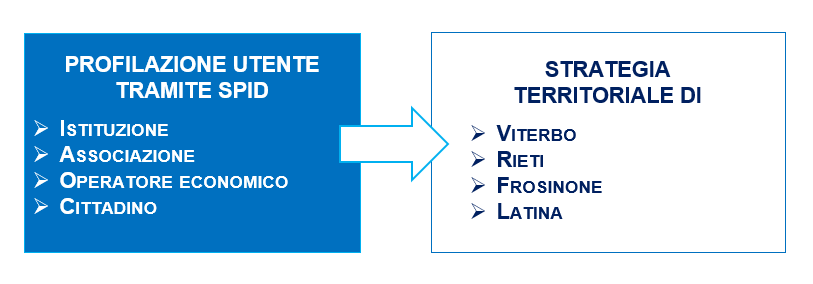 PROFILAZIONE UTENTE
TRAMITE SPID
ISTITUZIONE
ASSOCIAZIONE
OPERATORE ECONOMICO
CITTADINO
STRATEGIA
TERRITORIALE DI
VITERBO
RIETI
FROSINONE
LATINA